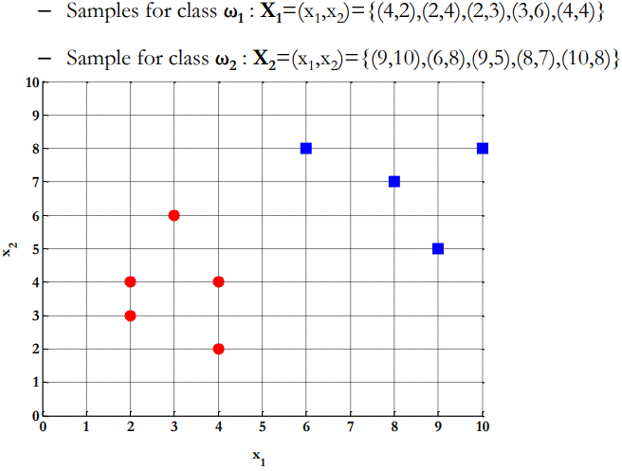 – Samples for class ω₁ : X₁=(x₁,x₂)={(4,2),(2,4),(2,3),(3,6),(4,4)}
– Sample for class ω₂ : X₂=(x₁,x₂)={(9,10),(6,8),(9,5),(8,7),(10,8)}
10
9
8
7
6
5
4
3
2
1
0
x₂
0 1 2 3 4 5 6 7 8 9 10
x₁